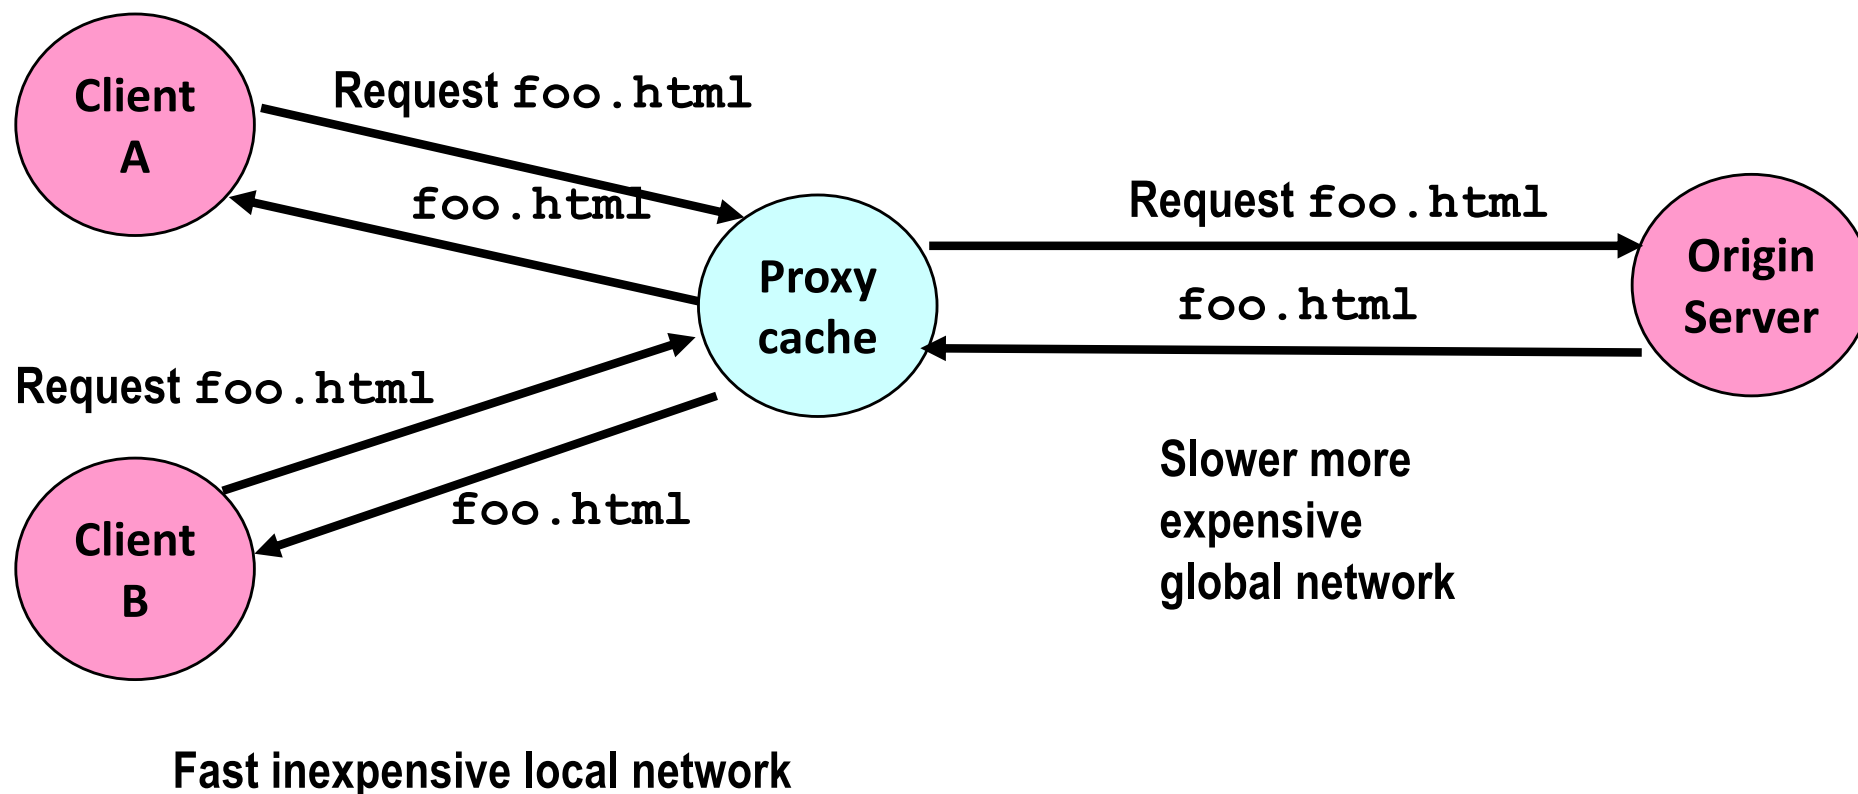 Client
A
Request foo.html
foo.html
Request foo.html
foo.html
Proxy
cache
Origin
Server
Request foo.html
foo.html
Client
B
Slower more
expensive
global network
Fast inexpensive local network